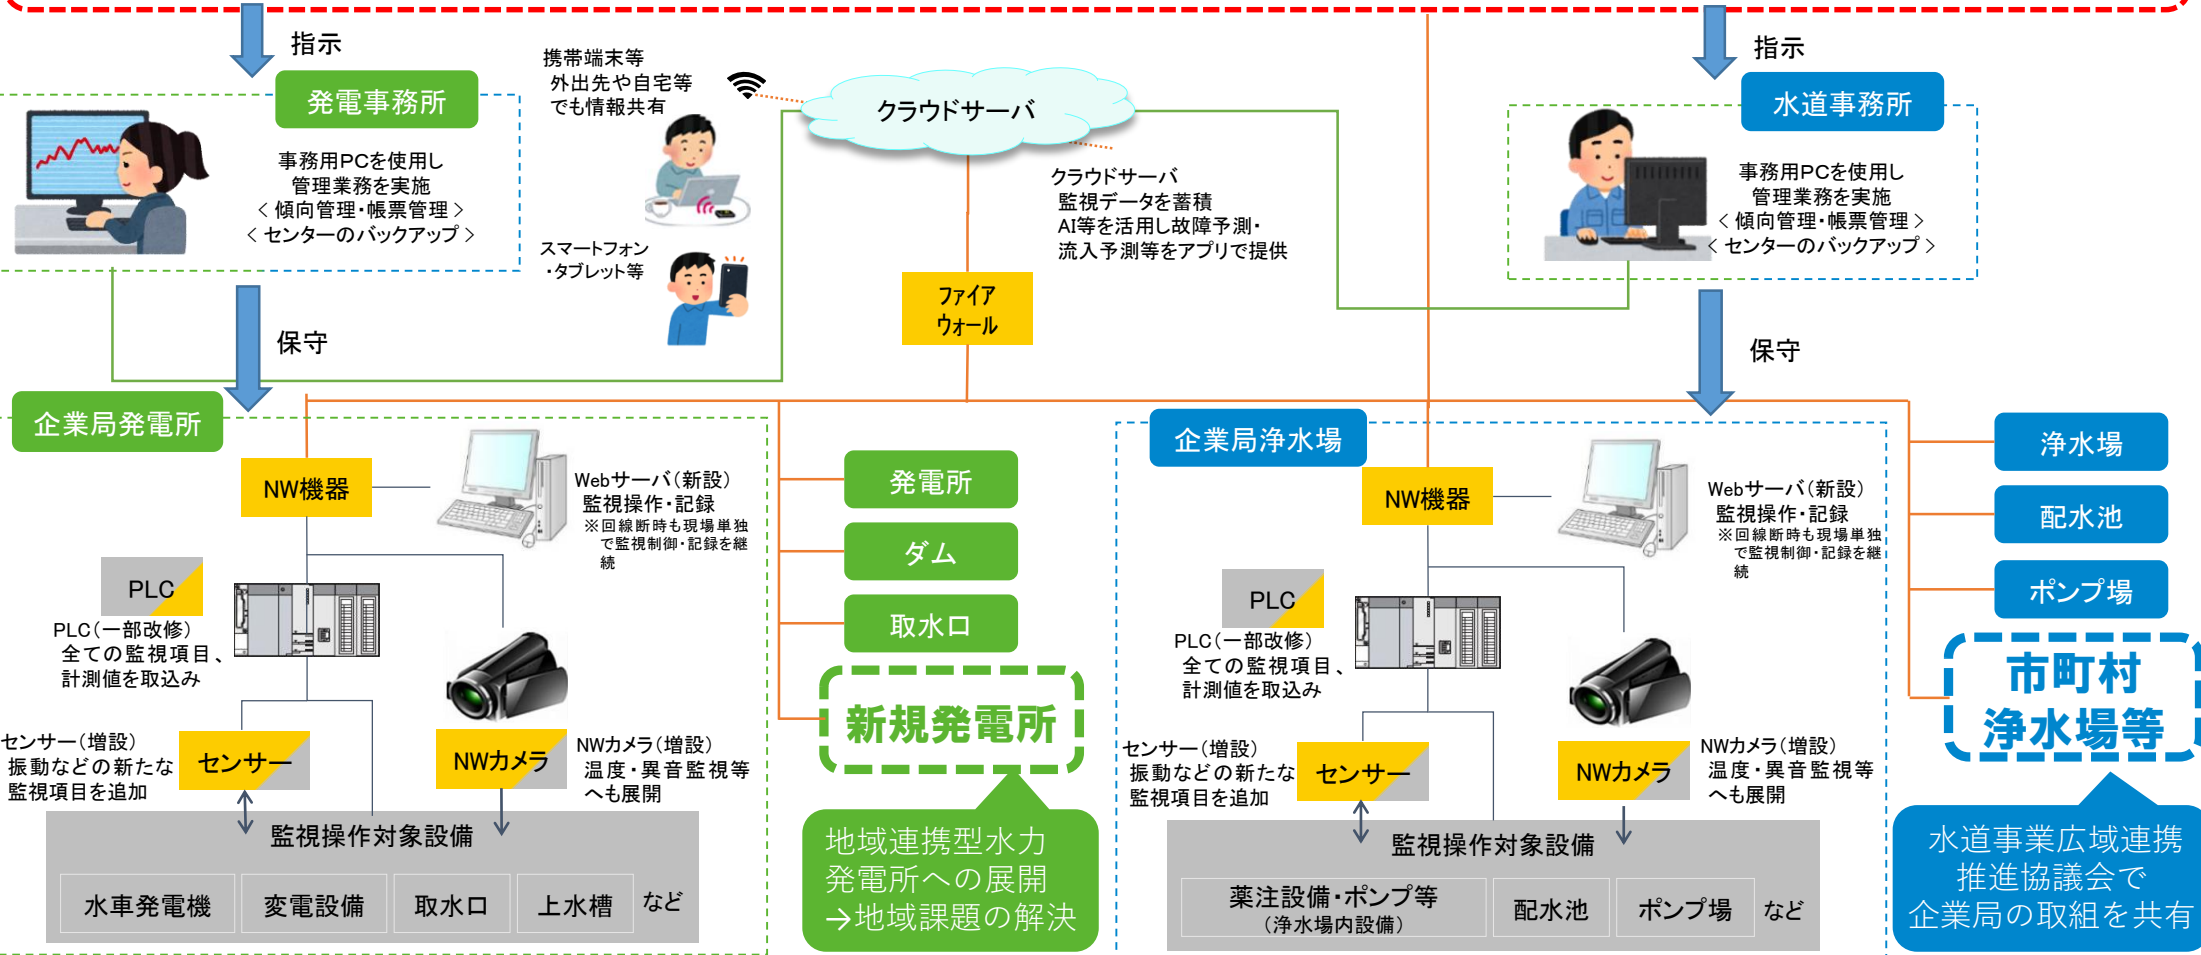 指示
発電事務所
事務用PCを使用し
管理業務を実施
＜傾向管理・帳票管理＞
＜センターのバックアップ＞
携帯端末等
外出先や自宅等
でも情報共有
スマートフォン
・タブレット等
クラウドサーバ
クラウドサーバ
監視データを蓄積
AI等を活用し故障予測・
流入予測等をアプリで提供
ファイア
ウォール
指示
水道事務所
事務用PCを使用し
管理業務を実施
＜傾向管理・帳票管理＞
＜センターのバックアップ＞
保守
保守
企業局発電所
NW機器
Webサーバ（新設）
監視操作・記録
※回線断時も現場単独
で監視制御・記録を継
続
PLC
PLC（一部改修）
全ての監視項目、
計測値を取込み
センサー（増設）
振動などの新たな
監視項目を追加
センサー
NWカメラ
NWカメラ（増設）
温度・異音監視等
へも展開
監視操作対象設備
水車発電機
変電設備
取水口
上水槽
など
発電所
ダム
取水口
新規発電所
地域連携型水力
発電所への展開
→地域課題の解決
企業局浄水場
NW機器
Webサーバ（新設）
監視操作・記録
※回線断時も現場単独
で監視制御・記録を継
続
PLC
PLC（一部改修）
全ての監視項目、
計測値を取込み
センサー（増設）
振動などの新たな
監視項目を追加
センサー
NWカメラ
NWカメラ（増設）
温度・異音監視等
へも展開
監視操作対象設備
薬注設備・ポンプ等
（浄水場内設備）
配水池
ポンプ場
など
浄水場
配水池
ポンプ場
市町村
浄水場等
水道事業広域連携
推進協議会で
企業局の取組を共有